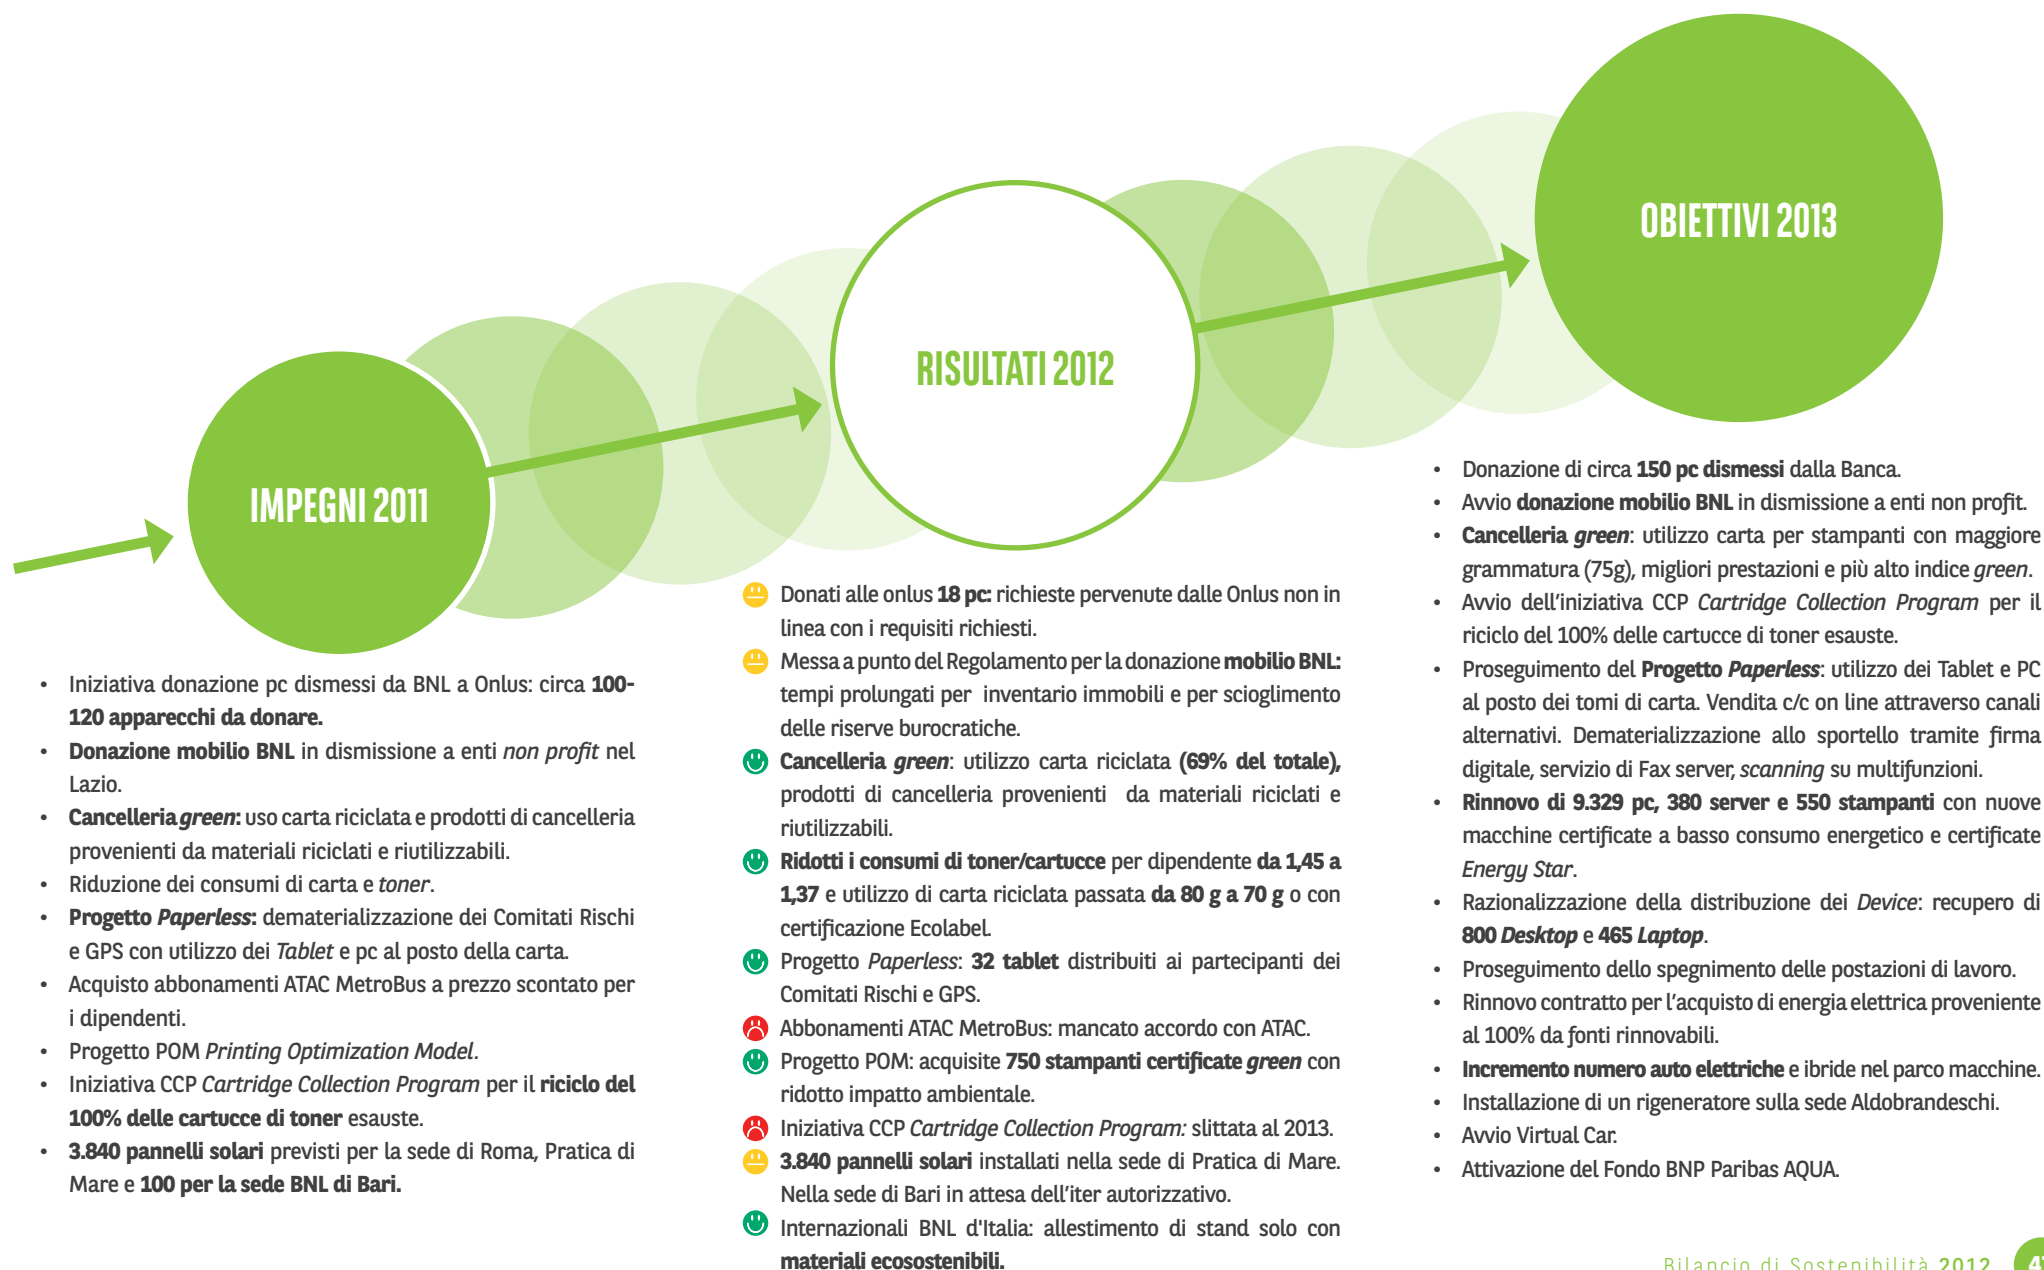 IMPEGNI 2011
• Iniziativa donazione pc dismessi da BNL a Onlus: circa 100-
120 apparecchi da donare.
• Donazione mobilio BNL in dismissione a enti non profit nel
Lazio.
• Cancelleria green: uso carta riciclata e prodotti di cancelleria
provenienti da materiali riciclati e riutilizzabili.
• Riduzione dei consumi di carta e toner.
• Progetto Paperless: dematerializzazione dei Comitati Rischi
e GPS con utilizzo dei Tablet e pc al posto della carta.
• Acquisto abbonamenti ATAC MetroBus a prezzo scontato per
i dipendenti.
• Progetto POM Printing Optimization Model.
• Iniziativa CCP Cartridge Collection Program per il riciclo del
100% delle cartucce di toner esauste.
• 3.840 pannelli solari previsti per la sede di Roma, Pratica di
Mare e 100 per la sede BNL di Bari.
RISULTATI 2012
Donati alle onlus 18 pc: richieste pervenute dalle Onlus non in
linea con i requisiti richiesti.
Messa a punto del Regolamento per la donazione mobilio BNL:
tempi prolungati per inventario immobili e per scioglimento
delle riserve burocratiche.
Cancelleria green: utilizzo carta riciclata (69% del totale),
prodotti di cancelleria provenienti da materiali riciclati e
riutilizzabili.
Ridotti i consumi di toner/cartucce per dipendente da 1,45 a
1,37 e utilizzo di carta riciclata passata da 80 g a 70 g o con
certificazione Ecolabel.
Progetto Paperless: 32 tablet distribuiti ai partecipanti dei
Comitati Rischi e GPS.
Abbonamenti ATAC MetroBus: mancato accordo con ATAC.
Progetto POM: acquisite 750 stampanti certificate green con
ridotto impatto ambientale.
Iniziativa CCP Cartridge Collection Program: slittata al 2013.
3.840 pannelli solari installati nella sede di Pratica di Mare.
Nella sede di Bari in attesa dell'iter autorizzativo.
Internazionali BNL d'Italia: allestimento di stand solo con
materiali ecosostenibili.
OBIETTIVI 2013
• Donazione di circa 150 pc dismessi dalla Banca.
• Avvio donazione mobilio BNL in dismissione a enti non profit.
• Cancelleria green: utilizzo carta per stampanti con maggiore
grammatura (75g), migliori prestazioni e più alto indice green.
• Avvio dell'iniziativa CCP Cartridge Collection Program per il
riciclo del 100% delle cartucce di toner esauste.
• Proseguimento del Progetto Paperless: utilizzo dei Tablet e PC
al posto dei tomi di carta. Vendita c/c on line attraverso canali
alternativi. Dematerializzazione allo sportello tramite firma
digitale, servizio di Fax server, scanning su multifunzioni.
• Rinnovo di 9.329 pc, 380 server e 550 stampanti con nuove
macchine certificate a basso consumo energetico e certificate
Energy Star.
• Razionalizzazione della distribuzione dei Device: recupero di
800 Desktop e 465 Laptop.
• Proseguimento dello spegnimento delle postazioni di lavoro.
• Rinnovo contratto per l'acquisto di energia elettrica proveniente
al 100% da fonti rinnovabili.
• Incremento numero auto elettriche e ibride nel parco macchine.
• Installazione di un rigeneratore sulla sede Aldobrandeschi.
• Avvio Virtual Car.
• Attivazione del Fondo BNP Paribas AQUA.
Bilancio di Sostenibilità 2012